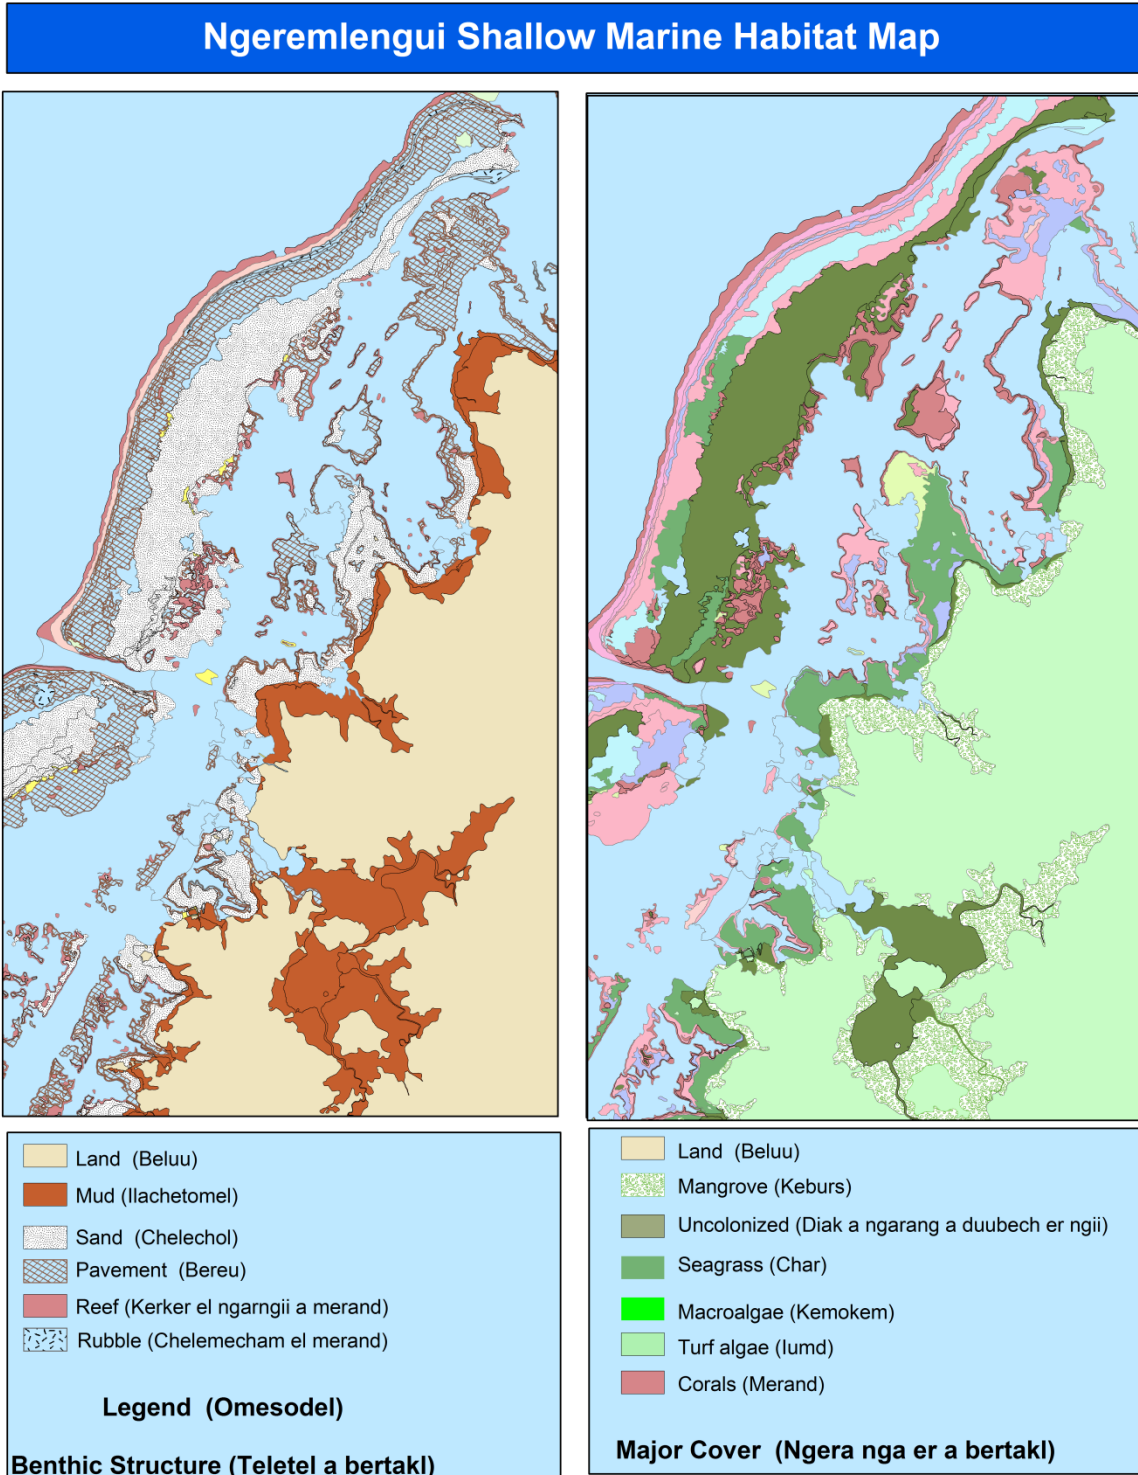 Ngeremlengui Shallow Marine Habitat Map
Land (Beluu)
Mud (Ilachetomel)
Sand (Chelechol)
Pavement (Bereu)
Reef (Kerker el ngarngii a merand)
Rubble (Chelemecham el merand)
Legend (Omesodel)
Benthic Structure (Teletel a bertakl)
Land (Beluu)
Mangrove (Keburs)
Uncolonized (Diak a ngarang a duubech er ngii)
Seagrass (Char)
Macroalgae (Kemokem)
Turf algae (Iumd)
Corals (Merand)
Major Cover (Ngera nga er a bertakl)